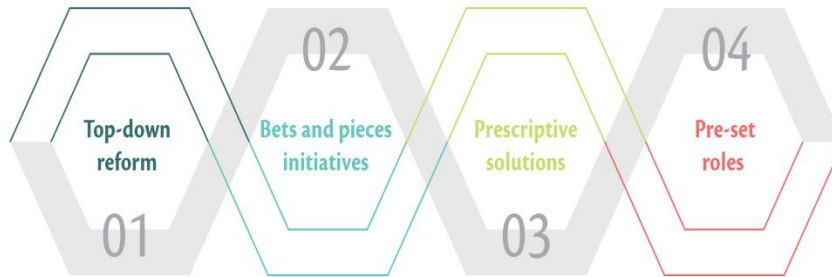 01
Top-down
reform
02
Bets and pieces
initiatives
Prescriptive
solutions
03
04
Pre-set
roles